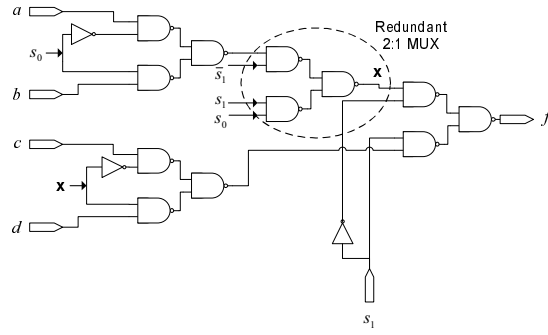 a
Redundant
2:1 MUX
s₀
s̄₁
x
b
s₁
s₀
f
c
x
d
s₁